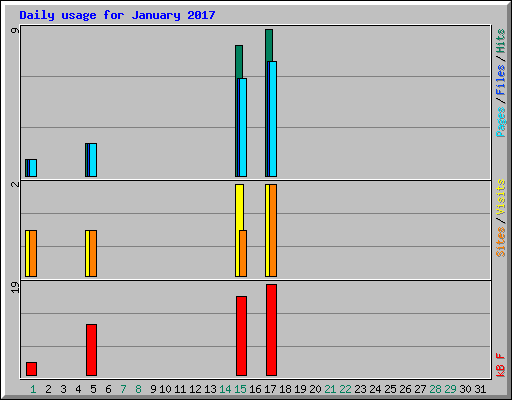 Daily usage for January 2017
9
2
19
Pages/Files/Hits
Sites/Visits
kB F
1 2 3 4 5 6 7 8 9 10 11 12 13 14 15 16 17 18 19 20 21 22 23 24 25 26 27 28 29 30 31